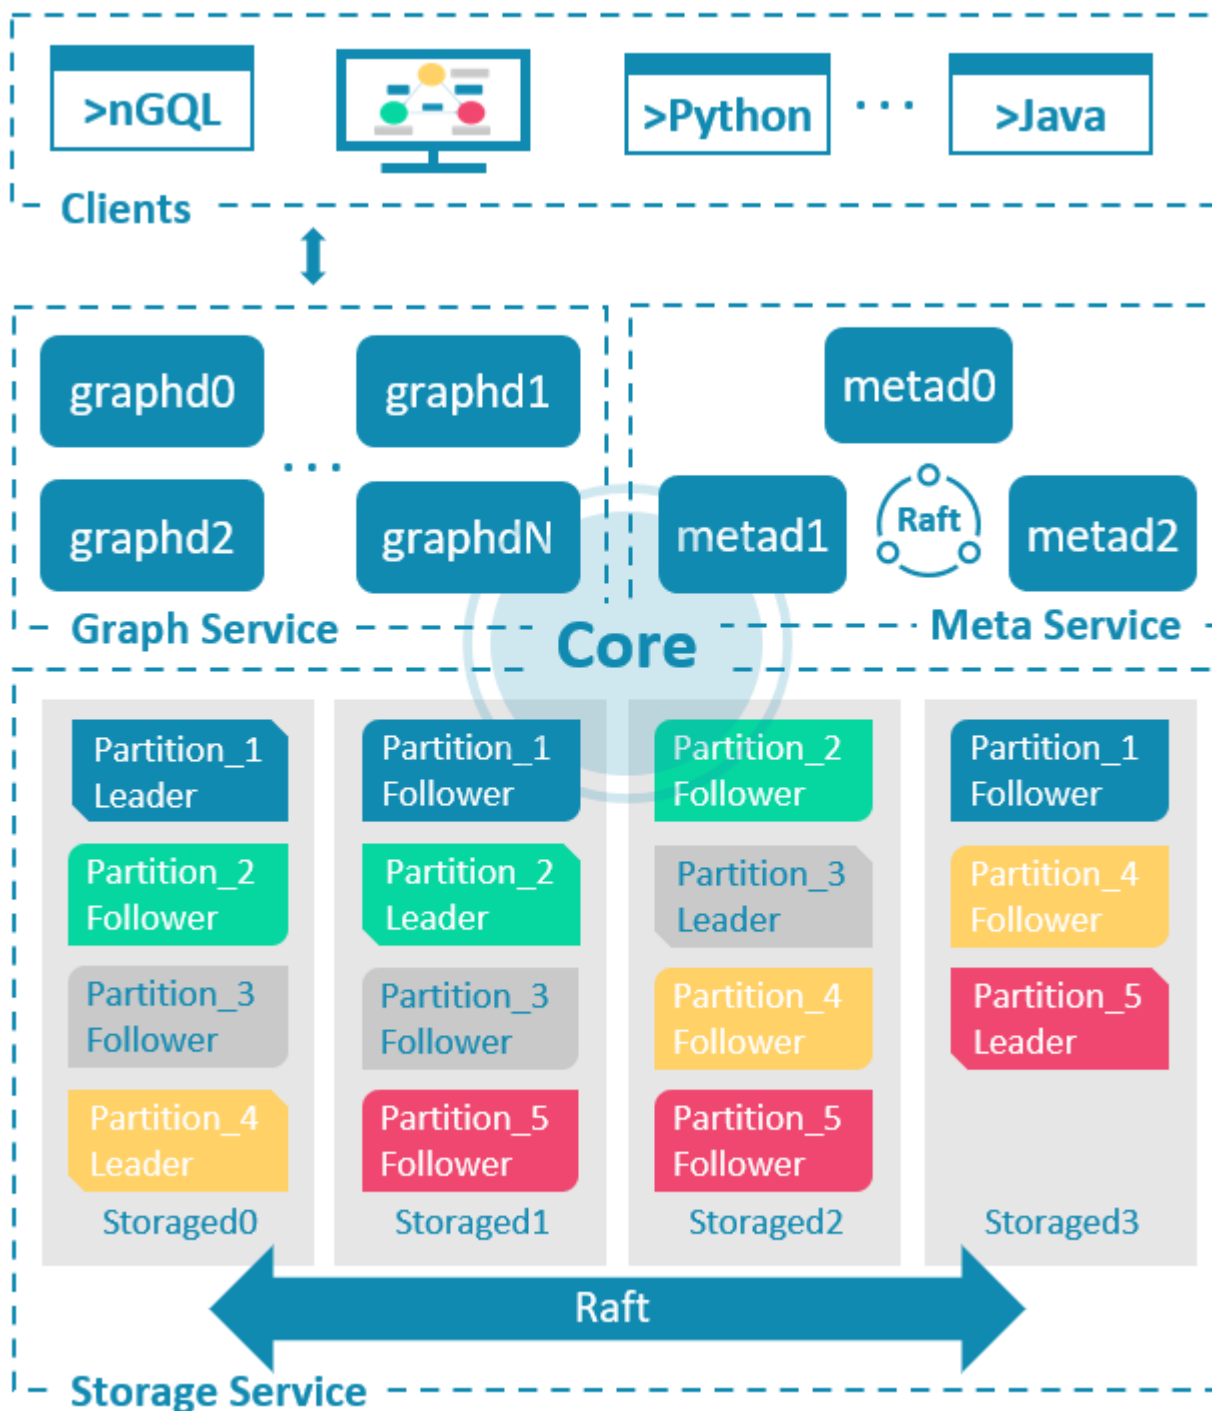 >nGQL
>Python
...
>Java
Clients
graphd0
graphd1
...
graphd2
graphdN
Graph Service
metad0
metad1
Raft
metad2
Meta Service
Core
Partition_1
Leader
Partition_2
Follower
Partition_3
Follower
Partition_4
Leader
Storaged0
Partition_1
Follower
Partition_2
Leader
Partition_3
Follower
Partition_5
Follower
Storaged1
Partition_2
Follower
Partition_3
Leader
Partition_4
Follower
Partition_5
Follower
Storaged2
Partition_1
Follower
Partition_4
Follower
Partition_5
Leader
Storaged3
Raft
Storage Service